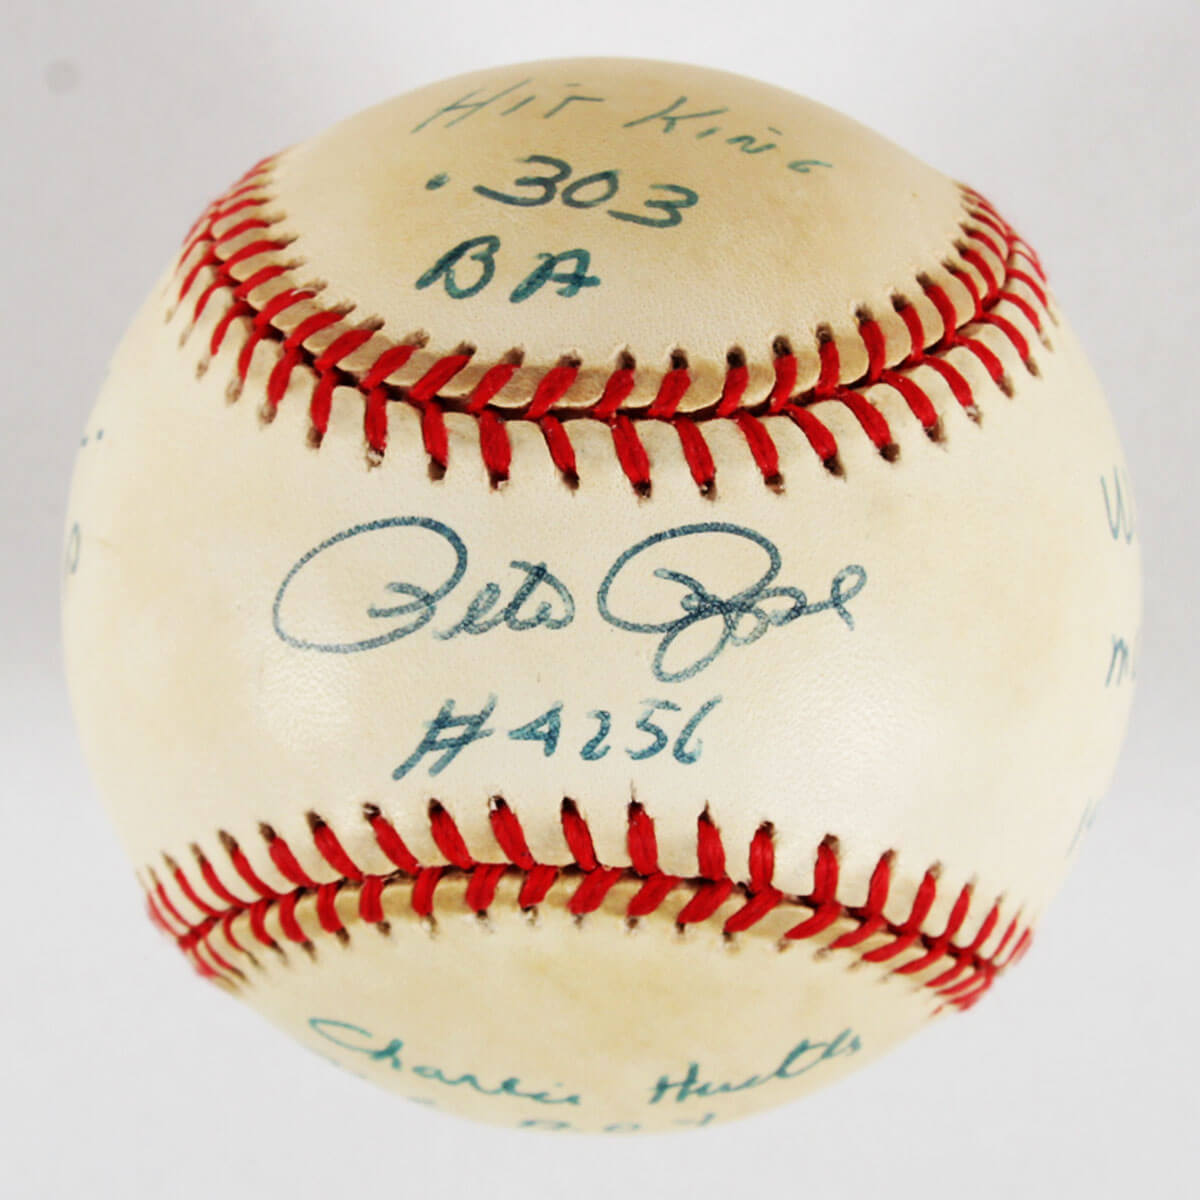 Hit King
.303
BA
Pete Rose
#4256
Charlie Hustle